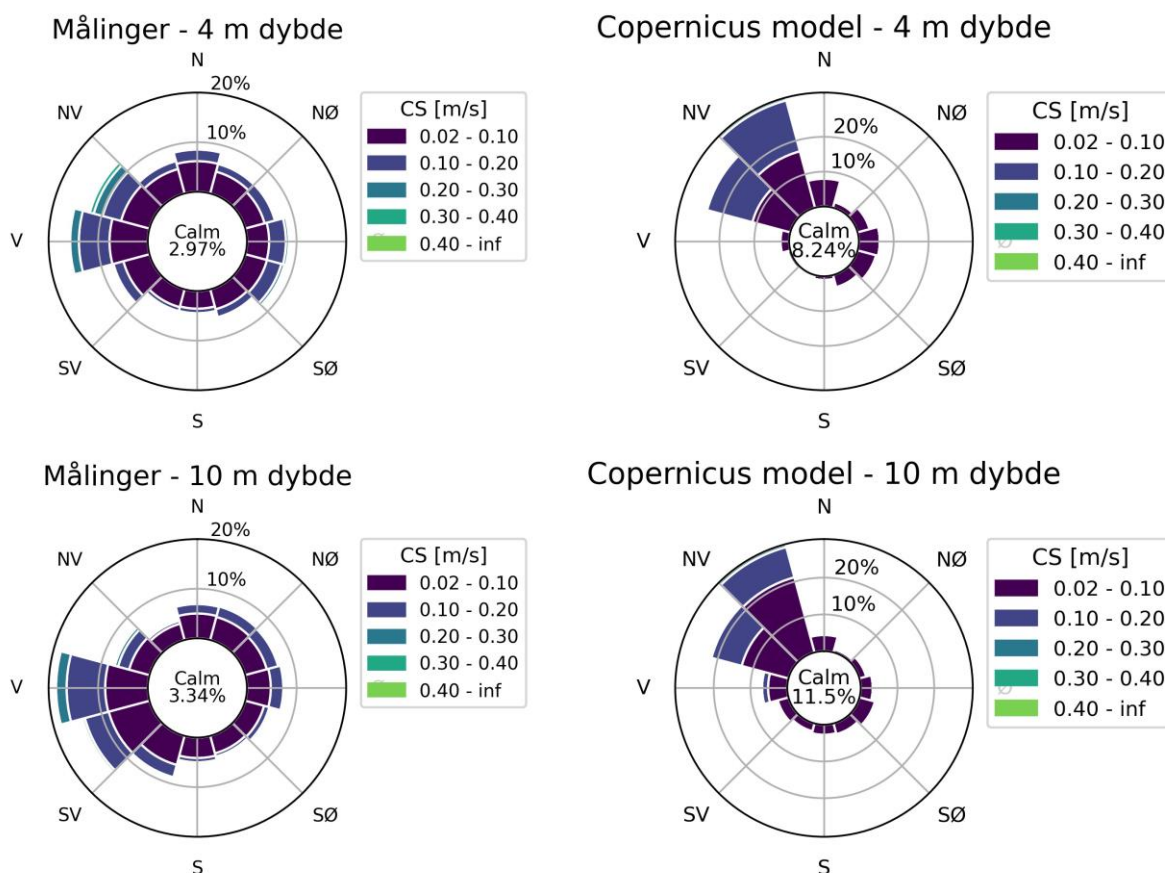 Målinger - 4 m dybde
N
NV
NØ
V
Ø
SV
SØ
S
20%
10%
Calm
2.97%
CS [m/s]
0.02 - 0.10
0.10 - 0.20
0.20 - 0.30
0.30 - 0.40
0.40 - inf
Copernicus model - 4 m dybde
N
NV
NØ
V
Ø
SV
SØ
S
20%
10%
Calm
8.24%
CS [m/s]
0.02 - 0.10
0.10 - 0.20
0.20 - 0.30
0.30 - 0.40
0.40 - inf
Målinger - 10 m dybde
N
NV
NØ
V
Ø
SV
SØ
S
20%
10%
Calm
3.34%
CS [m/s]
0.02 - 0.10
0.10 - 0.20
0.20 - 0.30
0.30 - 0.40
0.40 - inf
Copernicus model - 10 m dybde
N
NV
NØ
V
Ø
SV
SØ
S
20%
10%
Calm
11.5%
CS [m/s]
0.02 - 0.10
0.10 - 0.20
0.20 - 0.30
0.30 - 0.40
0.40 - inf